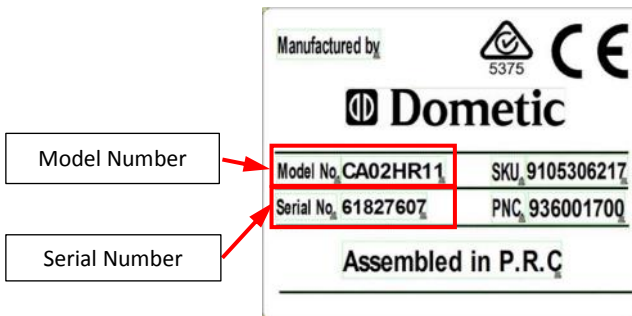 Manufactured by
5375
CE
Dometic
Model Number
Model No. CA02HR11 SKU. 9105306217
Serial No. 61827607 PNC. 936001700
Serial Number
Assembled in P.R.C